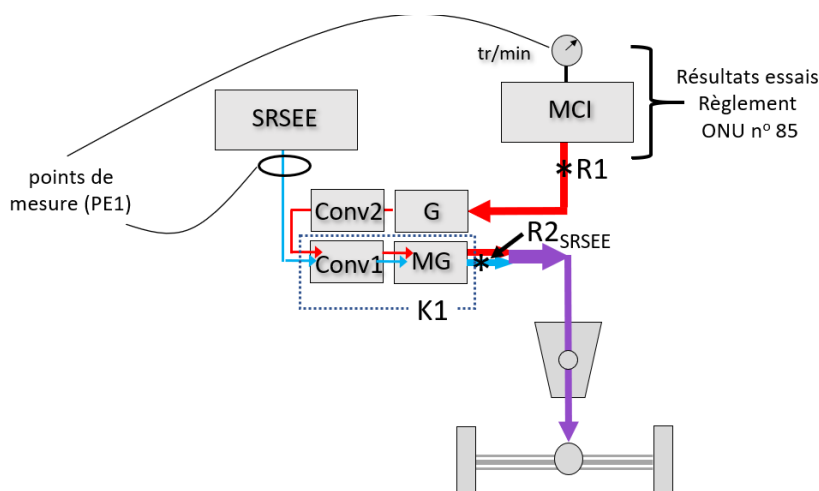 tr/min
Résultats essais
Règlement
ONU nº 85
SRSEE
MCI
points de
mesure (PE1)
R1
Conv2
G
R2SRSEE
Conv1
MG
K1